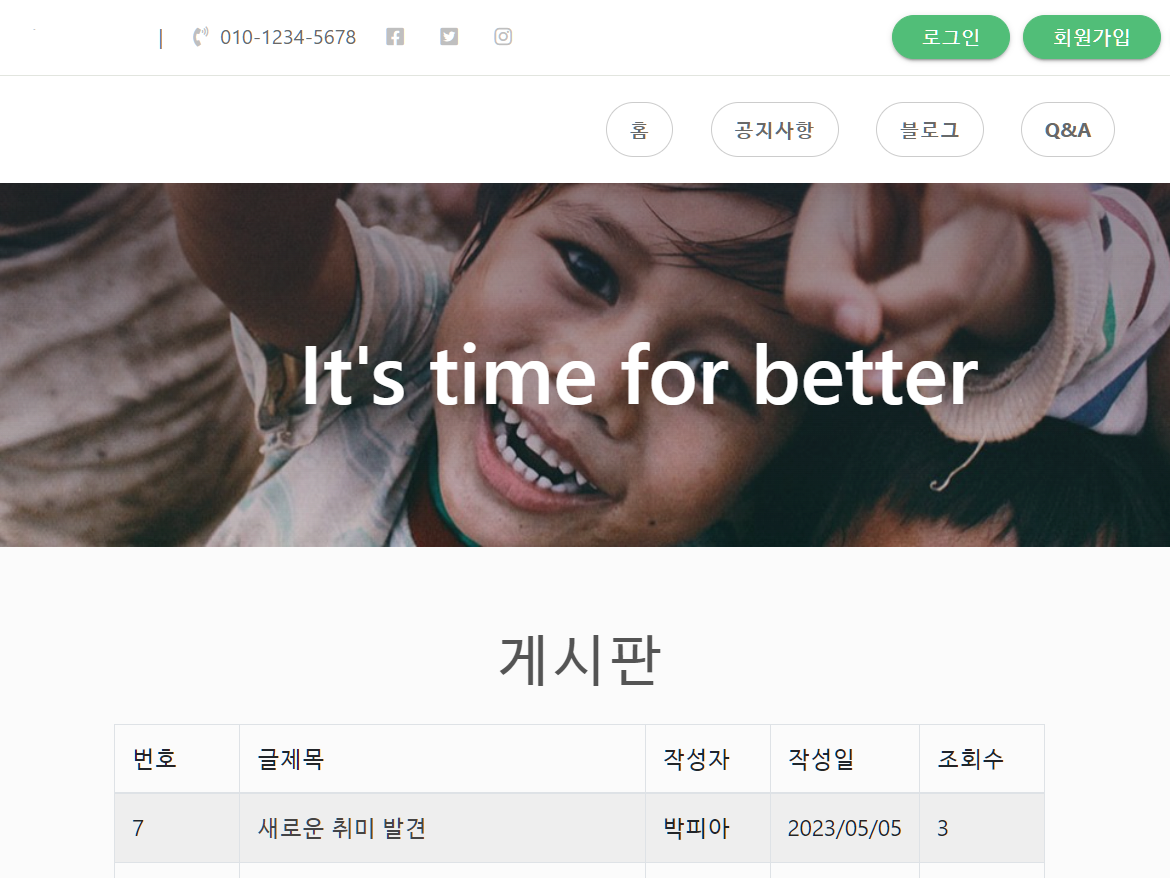 | 010-1234-5678 로그인 회원가입
홈 공지사항 블로그 Q&A
It's time for better
게시판
번호 글제목 작성자 작성일 조회수
7 새로운 취미 발견 박피아 2023/05/05 3